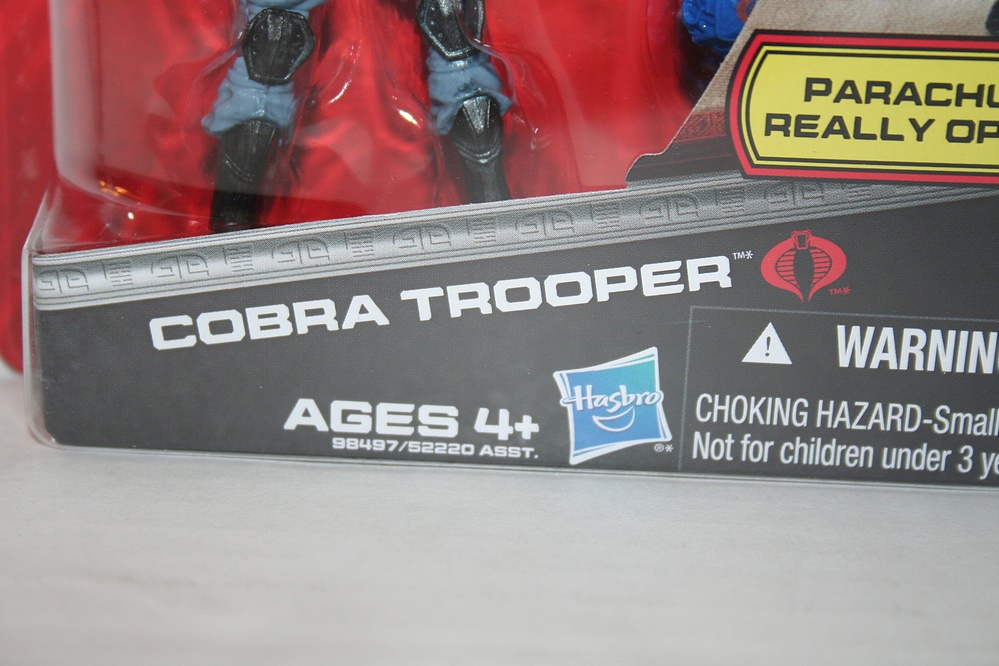 PARACHU
REALLY OP
COBRA TROOPER™*
™*
AGES 4+
98497/52220 ASST.
Hasbro
®*
WARNIN
CHOKING HAZARD-Small
Not for children under 3 ye